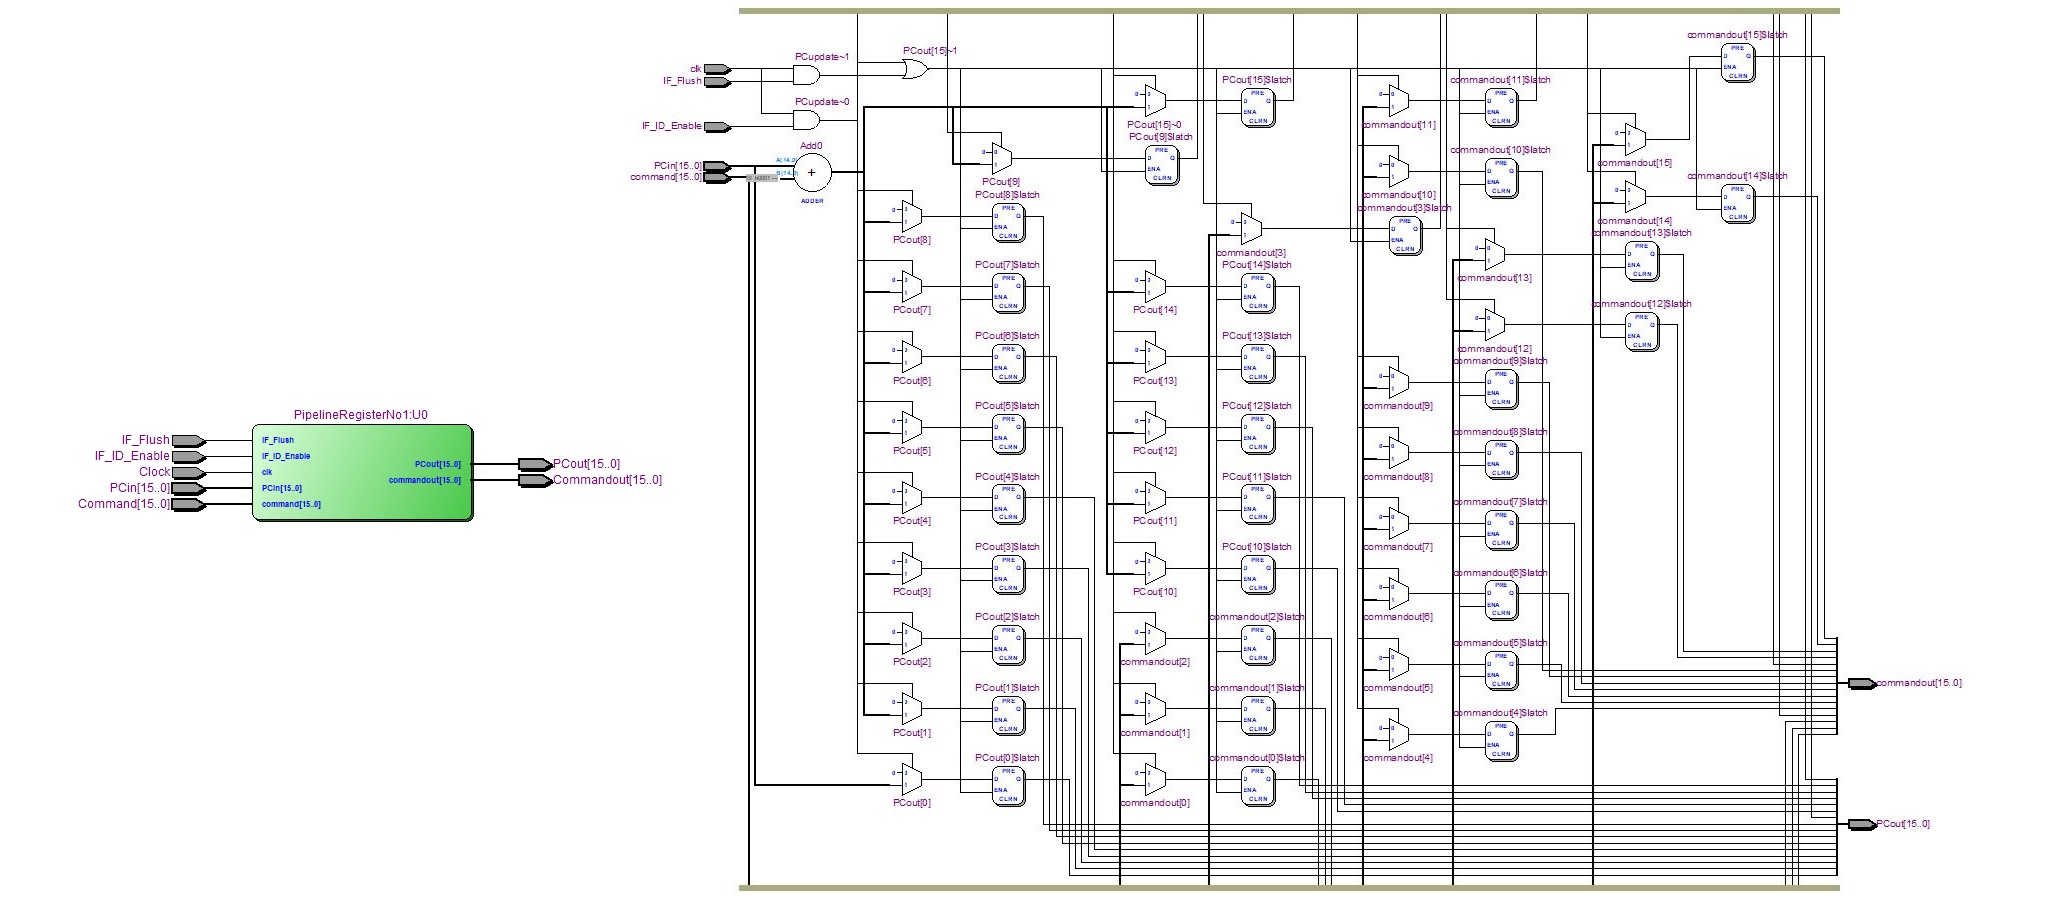 PipelineRegisterNo1:U0
IF_Flush
IF_ID_Enable
Clock
PCin[15..0]
Command[15..0]
IF_Flush
IF_ID_Enable
clk
PCin[15..0]
command[15..0]
PCout[15..0]
commandout[15..0]
PCout[15..0]
Commandout[15..0]
clk
IF_Flush
IF_ID_Enable
PCin[15..0]
command[15..0]
PCupdate~1
PCupdate~0
PCout[15]~1
Add0
A[14..0]
B[14..0]
+
ADDER
PCout[9]
PCout[8]
PCout[7]
PCout[6]
PCout[5]
PCout[4]
PCout[3]
PCout[2]
PCout[1]
PCout[0]
PCout[8]$latch
PCout[7]$latch
PCout[6]$latch
PCout[5]$latch
PCout[4]$latch
PCout[3]$latch
PCout[2]$latch
PCout[1]$latch
PCout[0]$latch
PCout[15]~0
PCout[9]$latch
PCout[14]
PCout[13]
PCout[12]
PCout[11]
PCout[10]
commandout[2]
commandout[1]
commandout[0]
PCout[15]$latch
commandout[3]
PCout[14]$latch
PCout[13]$latch
PCout[12]$latch
PCout[11]$latch
PCout[10]$latch
commandout[2]$latch
commandout[1]$latch
commandout[0]$latch
commandout[11]
commandout[10]
commandout[3]$latch
commandout[9]
commandout[8]
commandout[7]
commandout[6]
commandout[5]
commandout[4]
commandout[11]$latch
commandout[10]$latch
commandout[13]
commandout[12]
commandout[9]$latch
commandout[8]$latch
commandout[7]$latch
commandout[6]$latch
commandout[5]$latch
commandout[4]$latch
commandout[15]
commandout[14]
commandout[13]$latch
commandout[12]$latch
commandout[15]$latch
commandout[14]$latch
PRE
D Q
ENA
CLRN
commandout[15..0]
PCout[15..0]